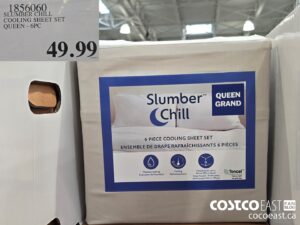 1856060
SLUMBER CHILL
COOLING SHEET SET
QUEEN - 6PC
49.99
Slumber
Chill
QUEEN
GRAND
6 PIECE COOLING SHEET SET
ENSEMBLE DE DRAPS RAFRAÎCHISSANTS 6 PIÈCES
Tencel
COSTCO EAST
cocoeast.ca